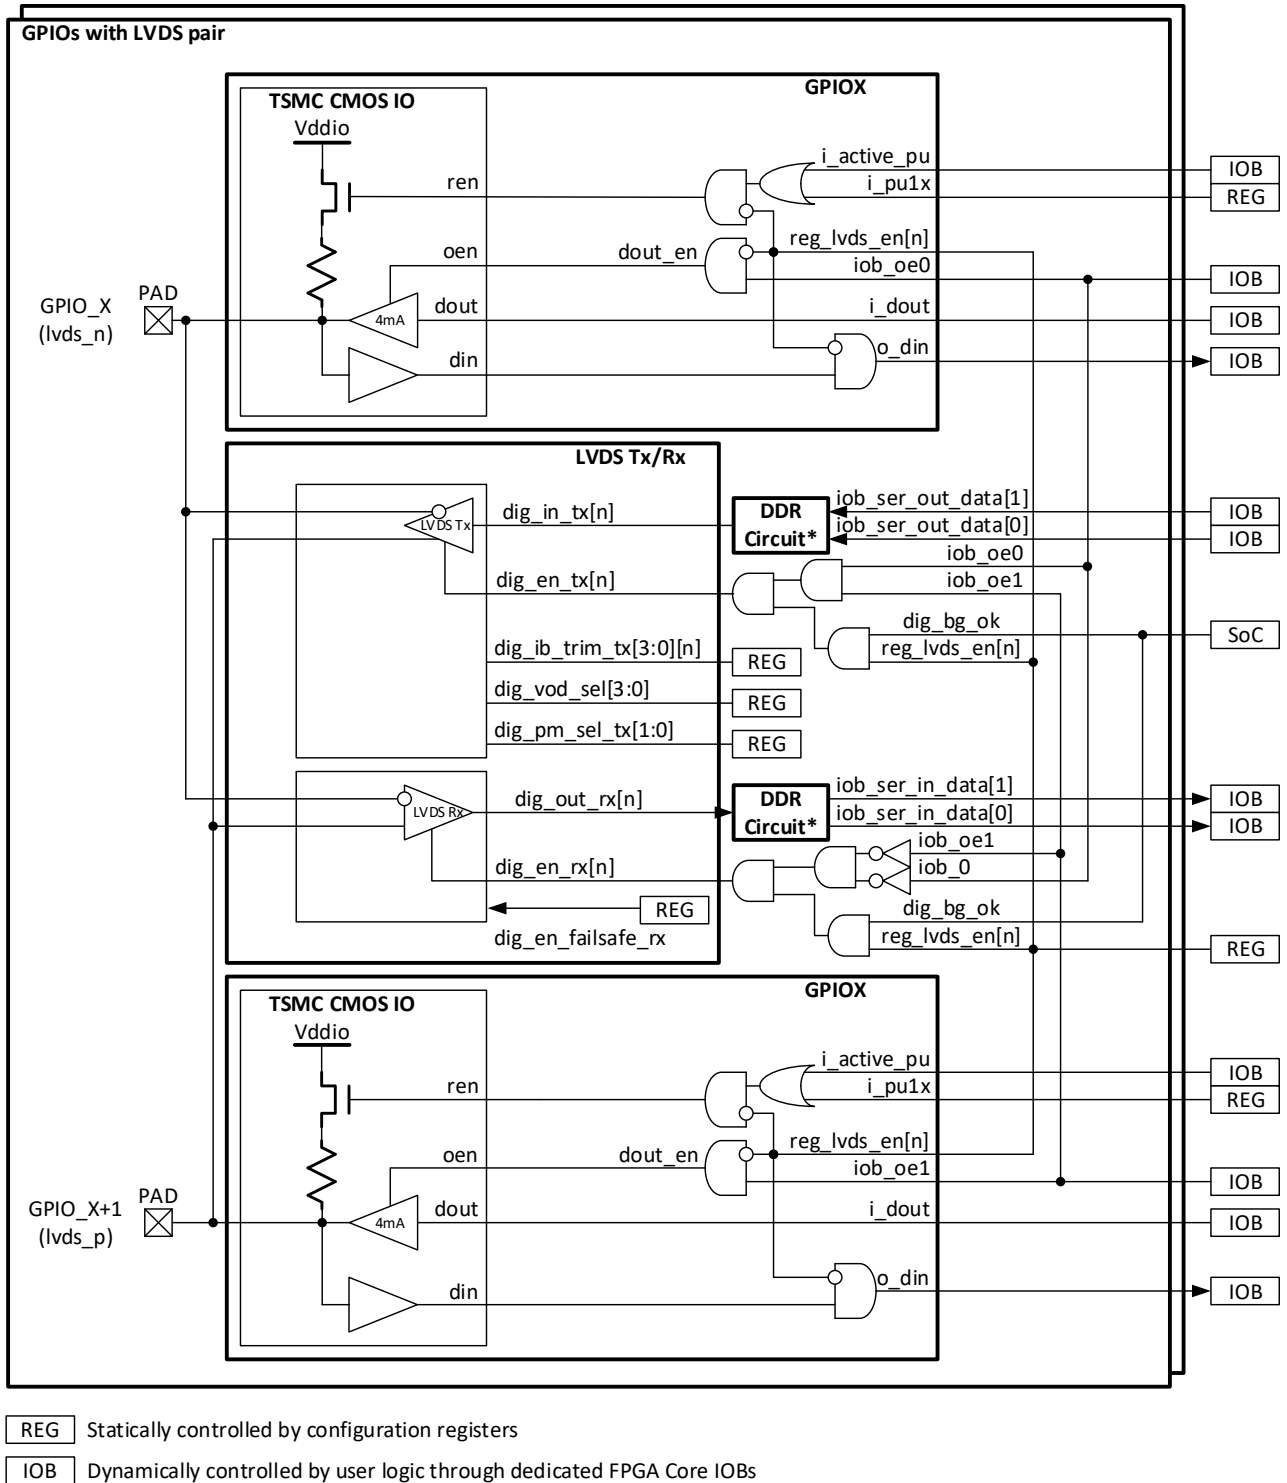 GPIOs with LVDS pair
GPIOX
TSMC CMOS IO
Vddio
i_active_pu
IOB
ren
i_pu1x
REG
reg_lvds_en[n]
oen
dout_en
iob_oe0
IOB
PAD
GPIO_X
(lvds_n)
4mA
dout
i_dout
IOB
din
o_din
IOB
LVDS Tx/Rx
iob_ser_out_data[1]
IOB
LVDS Tx
dig_in_tx[n]
DDR
Circuit*
iob_ser_out_data[0]
IOB
iob_oe0
dig_en_tx[n]
iob_oe1
dig_bg_ok
SoC
dig_ib_trim_tx[3:0][n]
REG
reg_lvds_en[n]
dig_vod_sel[3:0]
REG
dig_pm_sel_tx[1:0]
REG
iob_ser_in_data[1]
IOB
LVDS Rx
dig_out_rx[n]
DDR
Circuit*
iob_ser_in_data[0]
IOB
iob_oe1
dig_en_rx[n]
iob_0
REG
dig_bg_ok
dig_en_failsafe_rx
reg_lvds_en[n]
REG
GPIOX
TSMC CMOS IO
Vddio
i_active_pu
IOB
ren
i_pu1x
REG
reg_lvds_en[n]
oen
dout_en
iob_oe1
IOB
PAD
GPIO_X+1
(lvds_p)
4mA
dout
i_dout
IOB
din
o_din
IOB
REG Statically controlled by configuration registers
IOB Dynamically controlled by user logic through dedicated FPGA Core IOBs